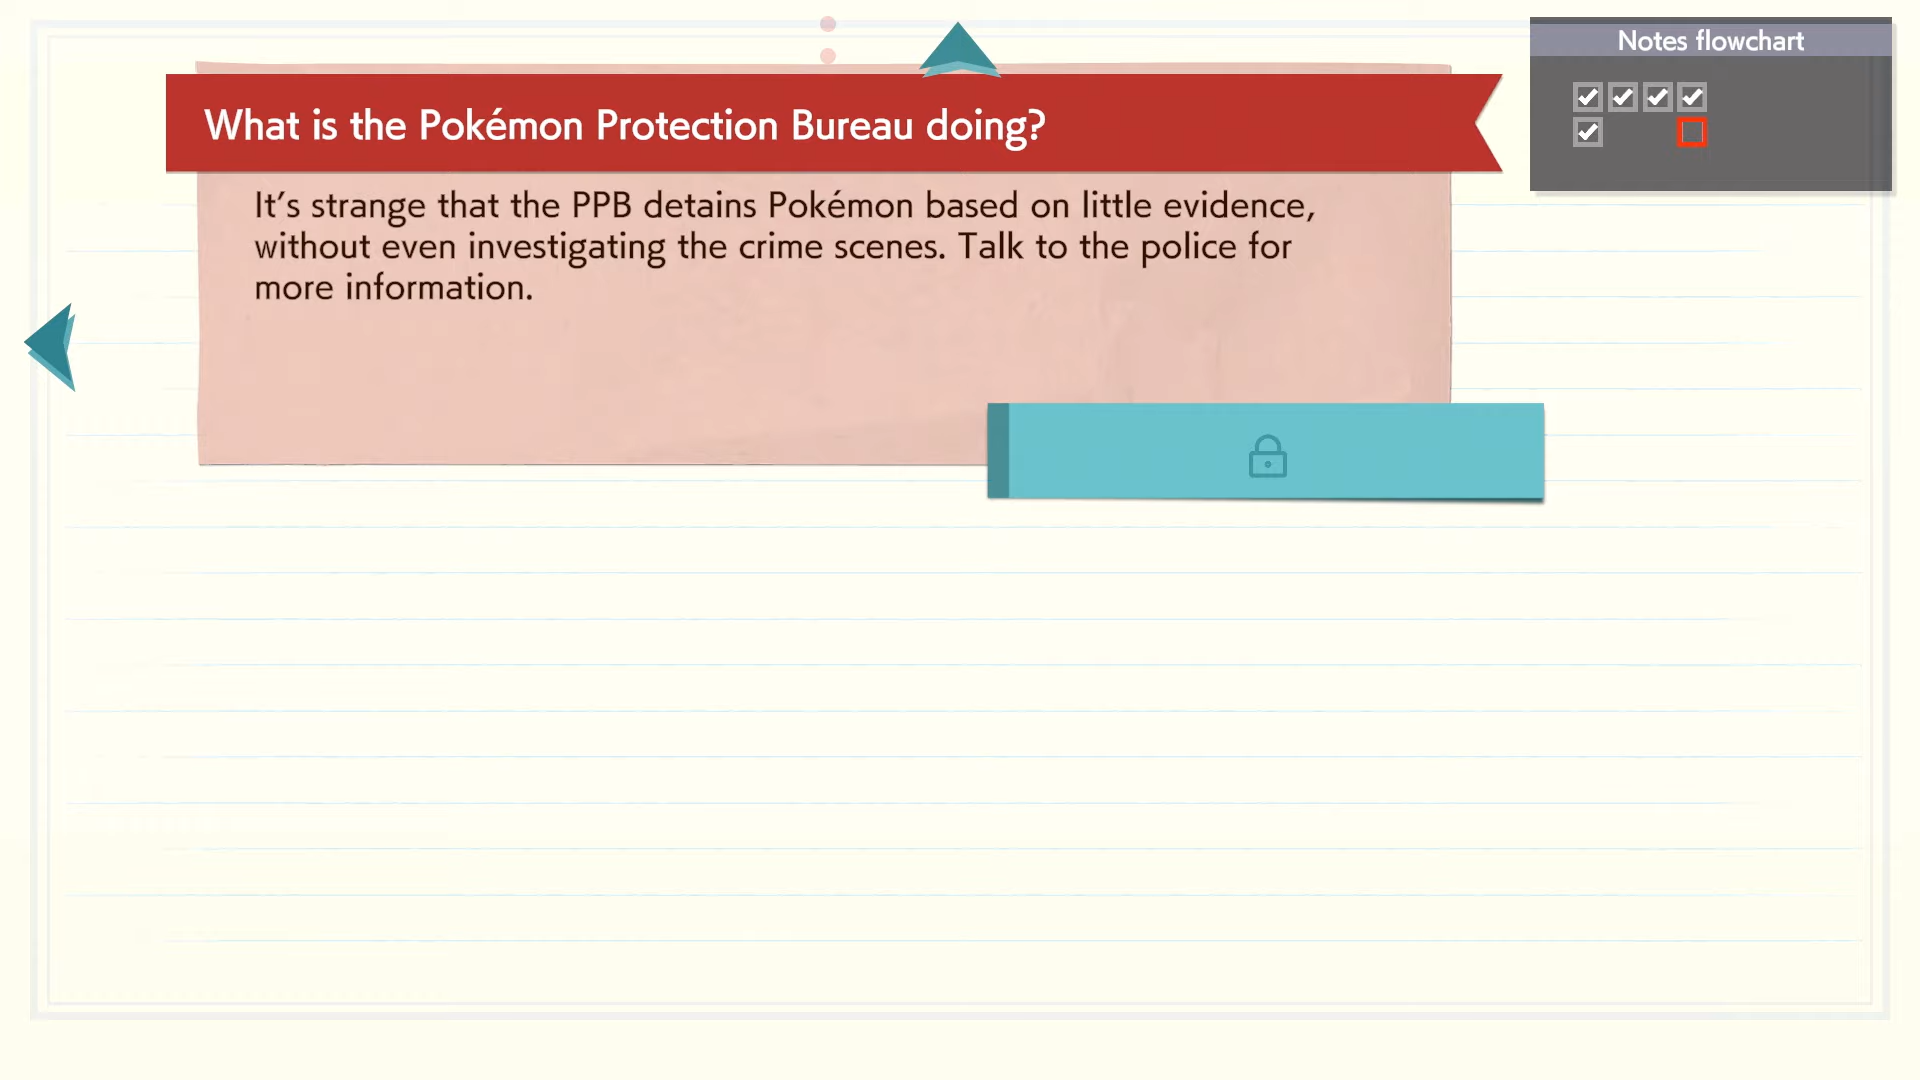 Notes flowchart
What is the Pokémon Protection Bureau doing?
It's strange that the PPB detains Pokémon based on little evidence,
without even investigating the crime scenes. Talk to the police for
more information.